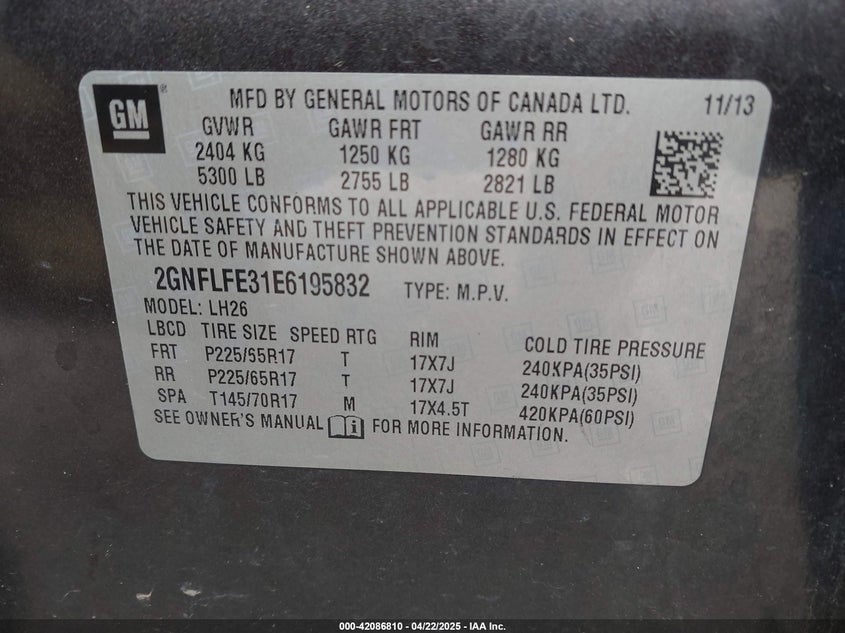 GM ®
MFD BY GENERAL MOTORS OF CANADA LTD. 11/13
GVWR GAWR FRT GAWR RR
2404 KG 1250 KG 1280 KG
5300 LB 2755 LB 2821 LB
THIS VEHICLE CONFORMS TO ALL APPLICABLE U.S. FEDERAL MOTOR
VEHICLE SAFETY AND THEFT PREVENTION STANDARDS IN EFFECT ON
THE DATE OF MANUFACTURE SHOWN ABOVE.
2GNFLFE31E6195832 TYPE: M.P.V.
MODEL: LH26
LBCD TIRE SIZE SPEED RTG RIM COLD TIRE PRESSURE
FRT P225/65R17 T 17X7J 240KPA(35PSI)
RR P225/65R17 T 17X7J 240KPA(35PSI)
SPA T145/70R17 M 17X4.5T 420KPA(60PSI)
SEE OWNER'S MANUAL FOR MORE INFORMATION.
000-42086810 - 04/22/2025 - IAA Inc.